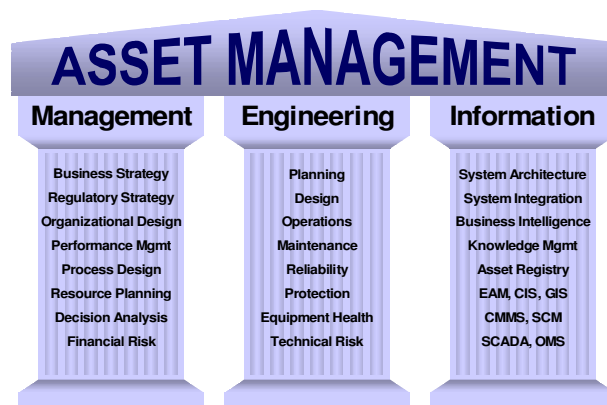 ASSET MANAGEMENT
Management
Business Strategy
Regulatory Strategy
Organizational Design
Performance Mgmt
Process Design
Resource Planning
Decision Analysis
Financial Risk
Engineering
Planning
Design
Operations
Maintenance
Reliability
Protection
Equipment Health
Technical Risk
Information
System Architecture
System Integration
Business Intelligence
Knowledge Mgmt
Asset Registry
EAM, CIS, GIS
CMMS, SCM
SCADA, OMS